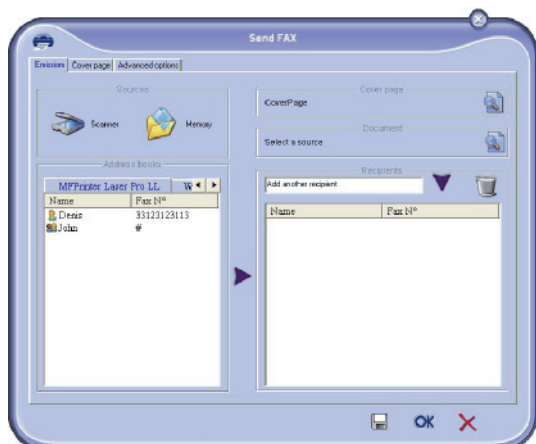 Send FAX
Emission Cover page Advanced options
Sources
Scanner Memory
Address books
MFPrinter Laser Pro LL
Name Fax N°
Denis 33123123113
John #
Cover page
CoverPage
Document
Select a source
Recipients
Add another recipient
Name Fax N°
OK